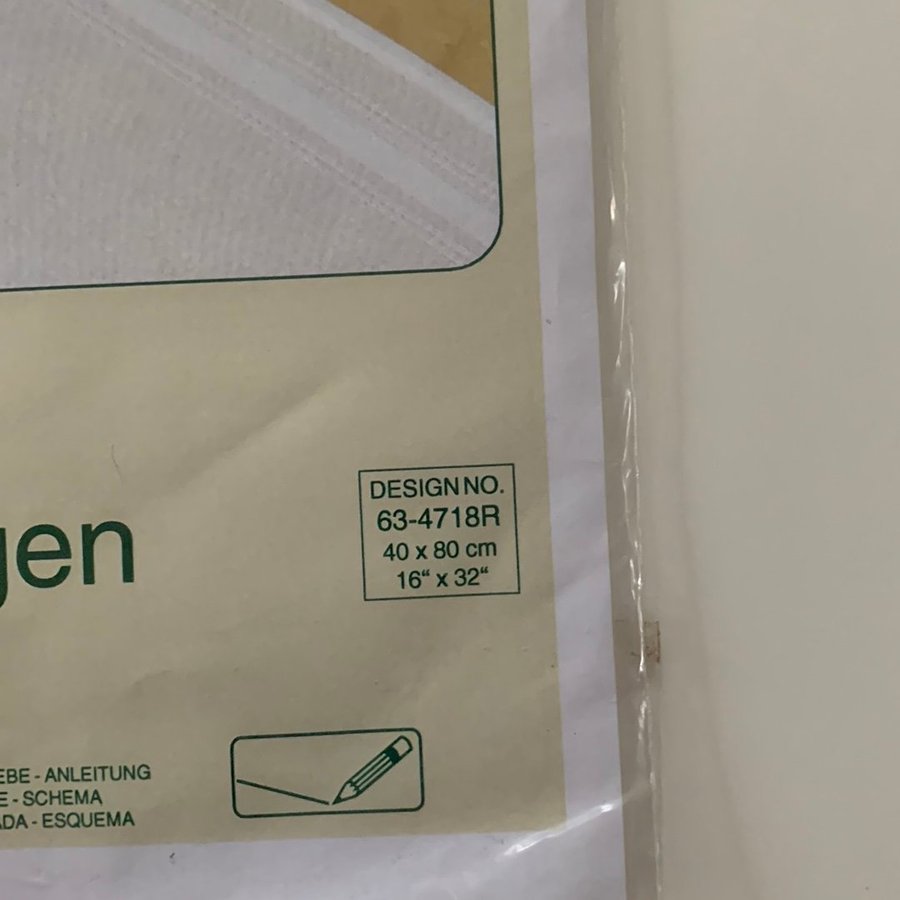 gen
DESIGN NO.
63-4718R
40 x 80 cm
16“ x 32“
EBE - ANLEITUNG
E - SCHEMA
ADA - ESQUEMA